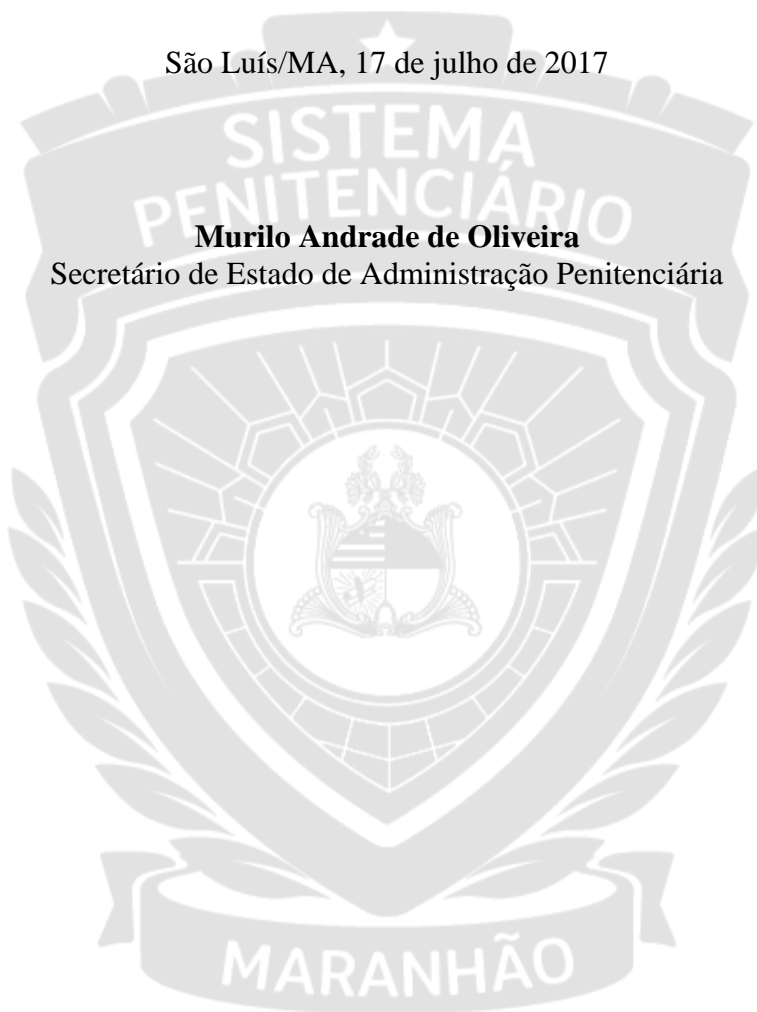 São Luís/MA, 17 de julho de 2017
SISTEMA
PENITENCIÁRIO
Murilo Andrade de Oliveira
Secretário de Estado de Administração Penitenciária
MARANHÃO